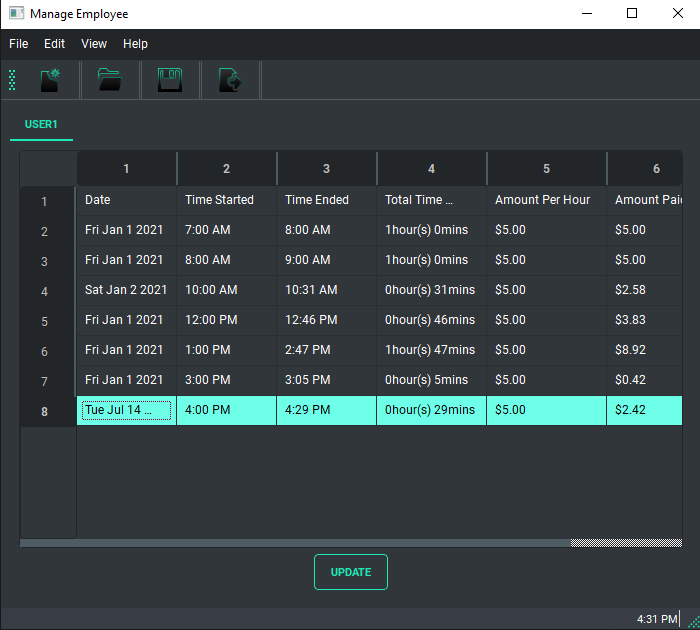 Manage Employee
File Edit View Help
USER1
1 2 3 4 5 6
1 Date Time Started Time Ended Total Time ... Amount Per Hour Amount Paid
2 Fri Jan 1 2021 7:00 AM 8:00 AM 1hour(s) 0mins $5.00 $5.00
3 Fri Jan 1 2021 8:00 AM 9:00 AM 1hour(s) 0mins $5.00 $5.00
4 Sat Jan 2 2021 10:00 AM 10:31 AM 0hour(s) 31mins $5.00 $2.58
5 Fri Jan 1 2021 12:00 PM 12:46 PM 0hour(s) 46mins $5.00 $3.83
6 Fri Jan 1 2021 1:00 PM 2:47 PM 1hour(s) 47mins $5.00 $8.92
7 Fri Jan 1 2021 3:00 PM 3:05 PM 0hour(s) 5mins $5.00 $0.42
8 Tue Jul 14 ... 4:00 PM 4:29 PM 0hour(s) 29mins $5.00 $2.42
UPDATE
4:31 PM